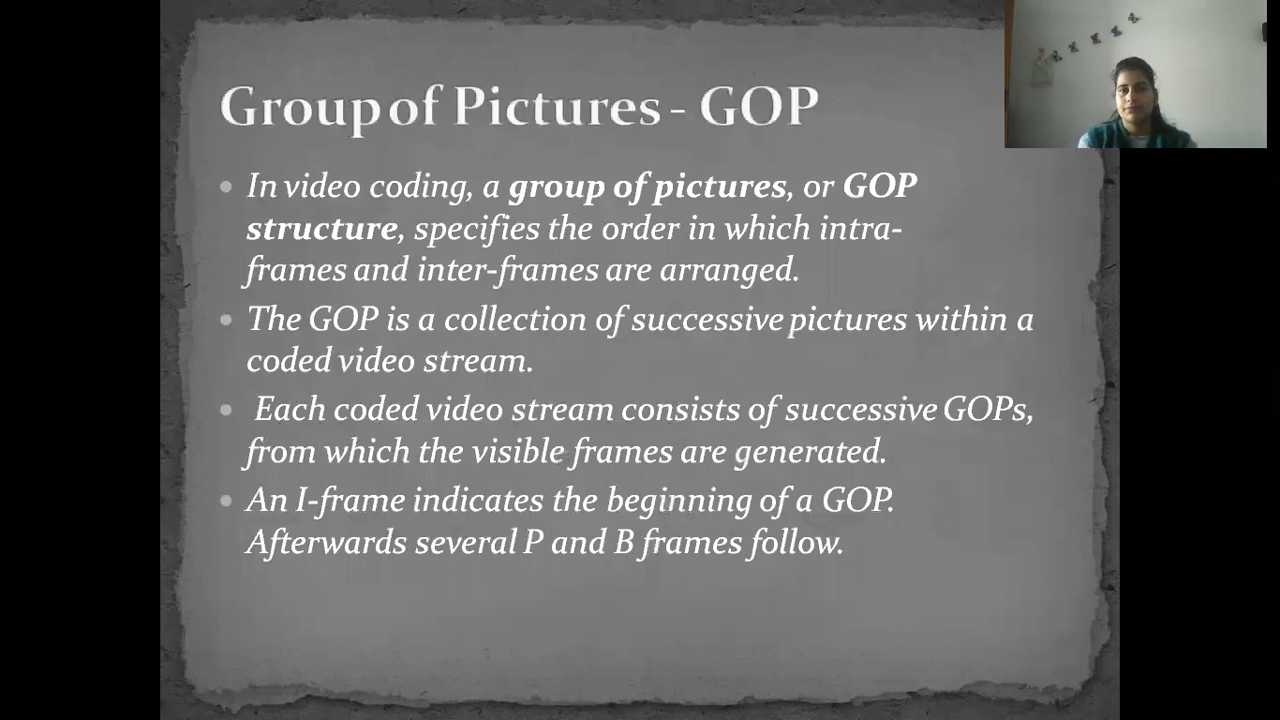 Group of Pictures - GOP
In video coding, a group of pictures, or GOP
structure, specifies the order in which intra-
frames and inter-frames are arranged.
The GOP is a collection of successive pictures within a
coded video stream.
Each coded video stream consists of successive GOPs,
from which the visible frames are generated.
An I-frame indicates the beginning of a GOP.
Afterwards several P and B frames follow.